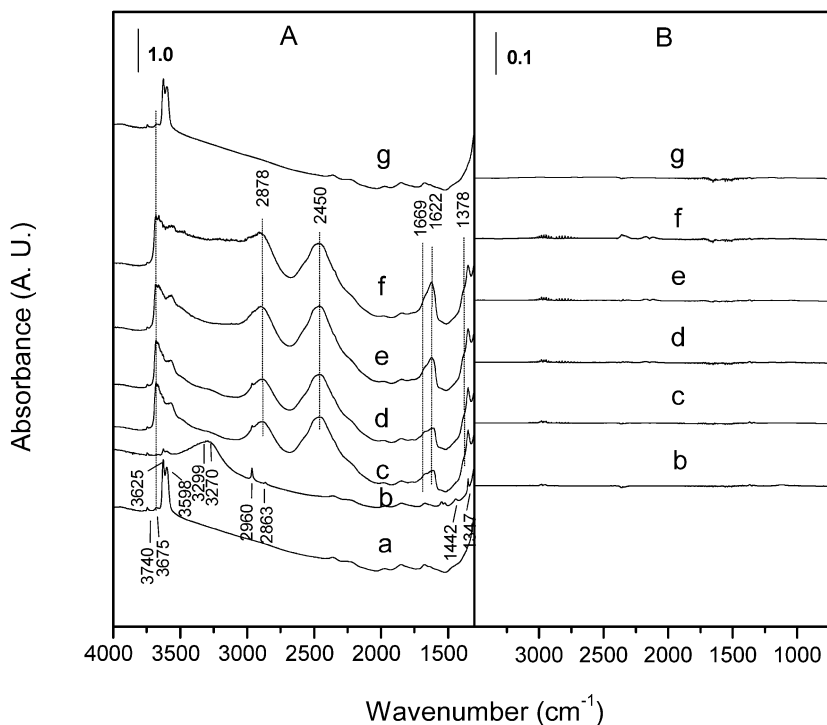 A
B
1.0
0.1
g
g
2878
2450
1669
1622
1378
f
f
e
e
d
d
c
c
b
b
a
3625
3598
3299
3270
2960
2863
1442
1347
3740
3675
Absorbance (A. U.)
4000 3500 3000 2500 2000 1500
3000 2500 2000 1500 1000
Wavenumber (cm⁻¹)